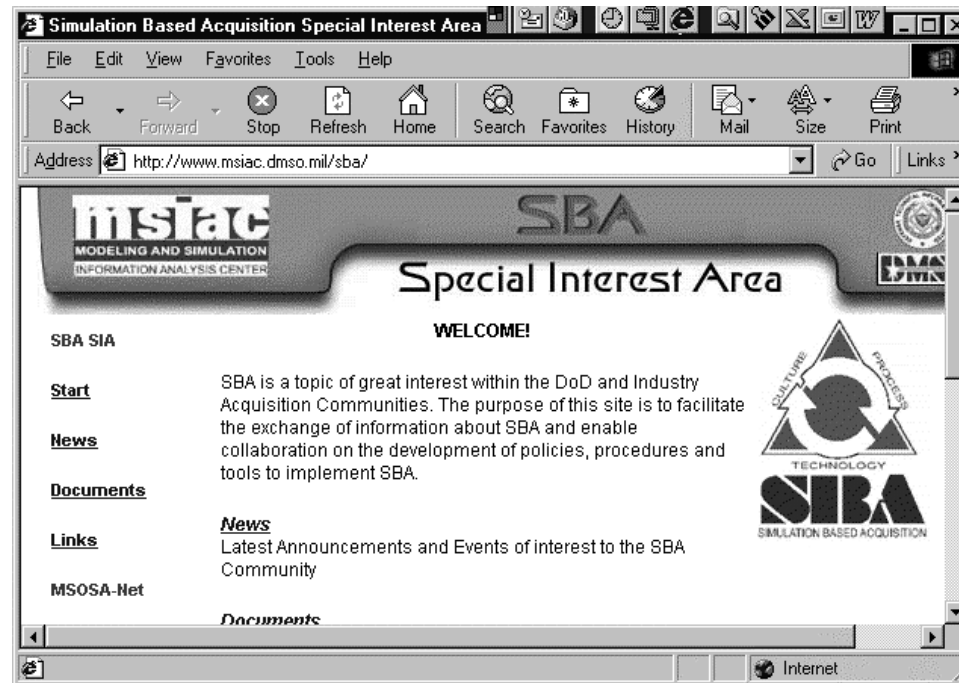 Simulation Based Acquisition Special Interest Area
File Edit View Favorites Tools Help
Back Forward Stop Refresh Home Search Favorites History Mail Size Print
Address http://www.msiac.dmso.mil/sba/ Go Links
msiac
MODELING AND SIMULATION
INFORMATION ANALYSIS CENTER
SBA
Special Interest Area
SBA SIA
Start
News
Documents
Links
MSOSA-Net
WELCOME!
SBA is a topic of great interest within the DoD and Industry
Acquisition Communities. The purpose of this site is to facilitate
the exchange of information about SBA and enable
collaboration on the development of policies, procedures and
tools to implement SBA.
News
Latest Announcements and Events of interest to the SBA
Community
Documents
CULTURE
PROCESS
TECHNOLOGY
SBA
SIMULATION BASED ACQUISITION
Internet